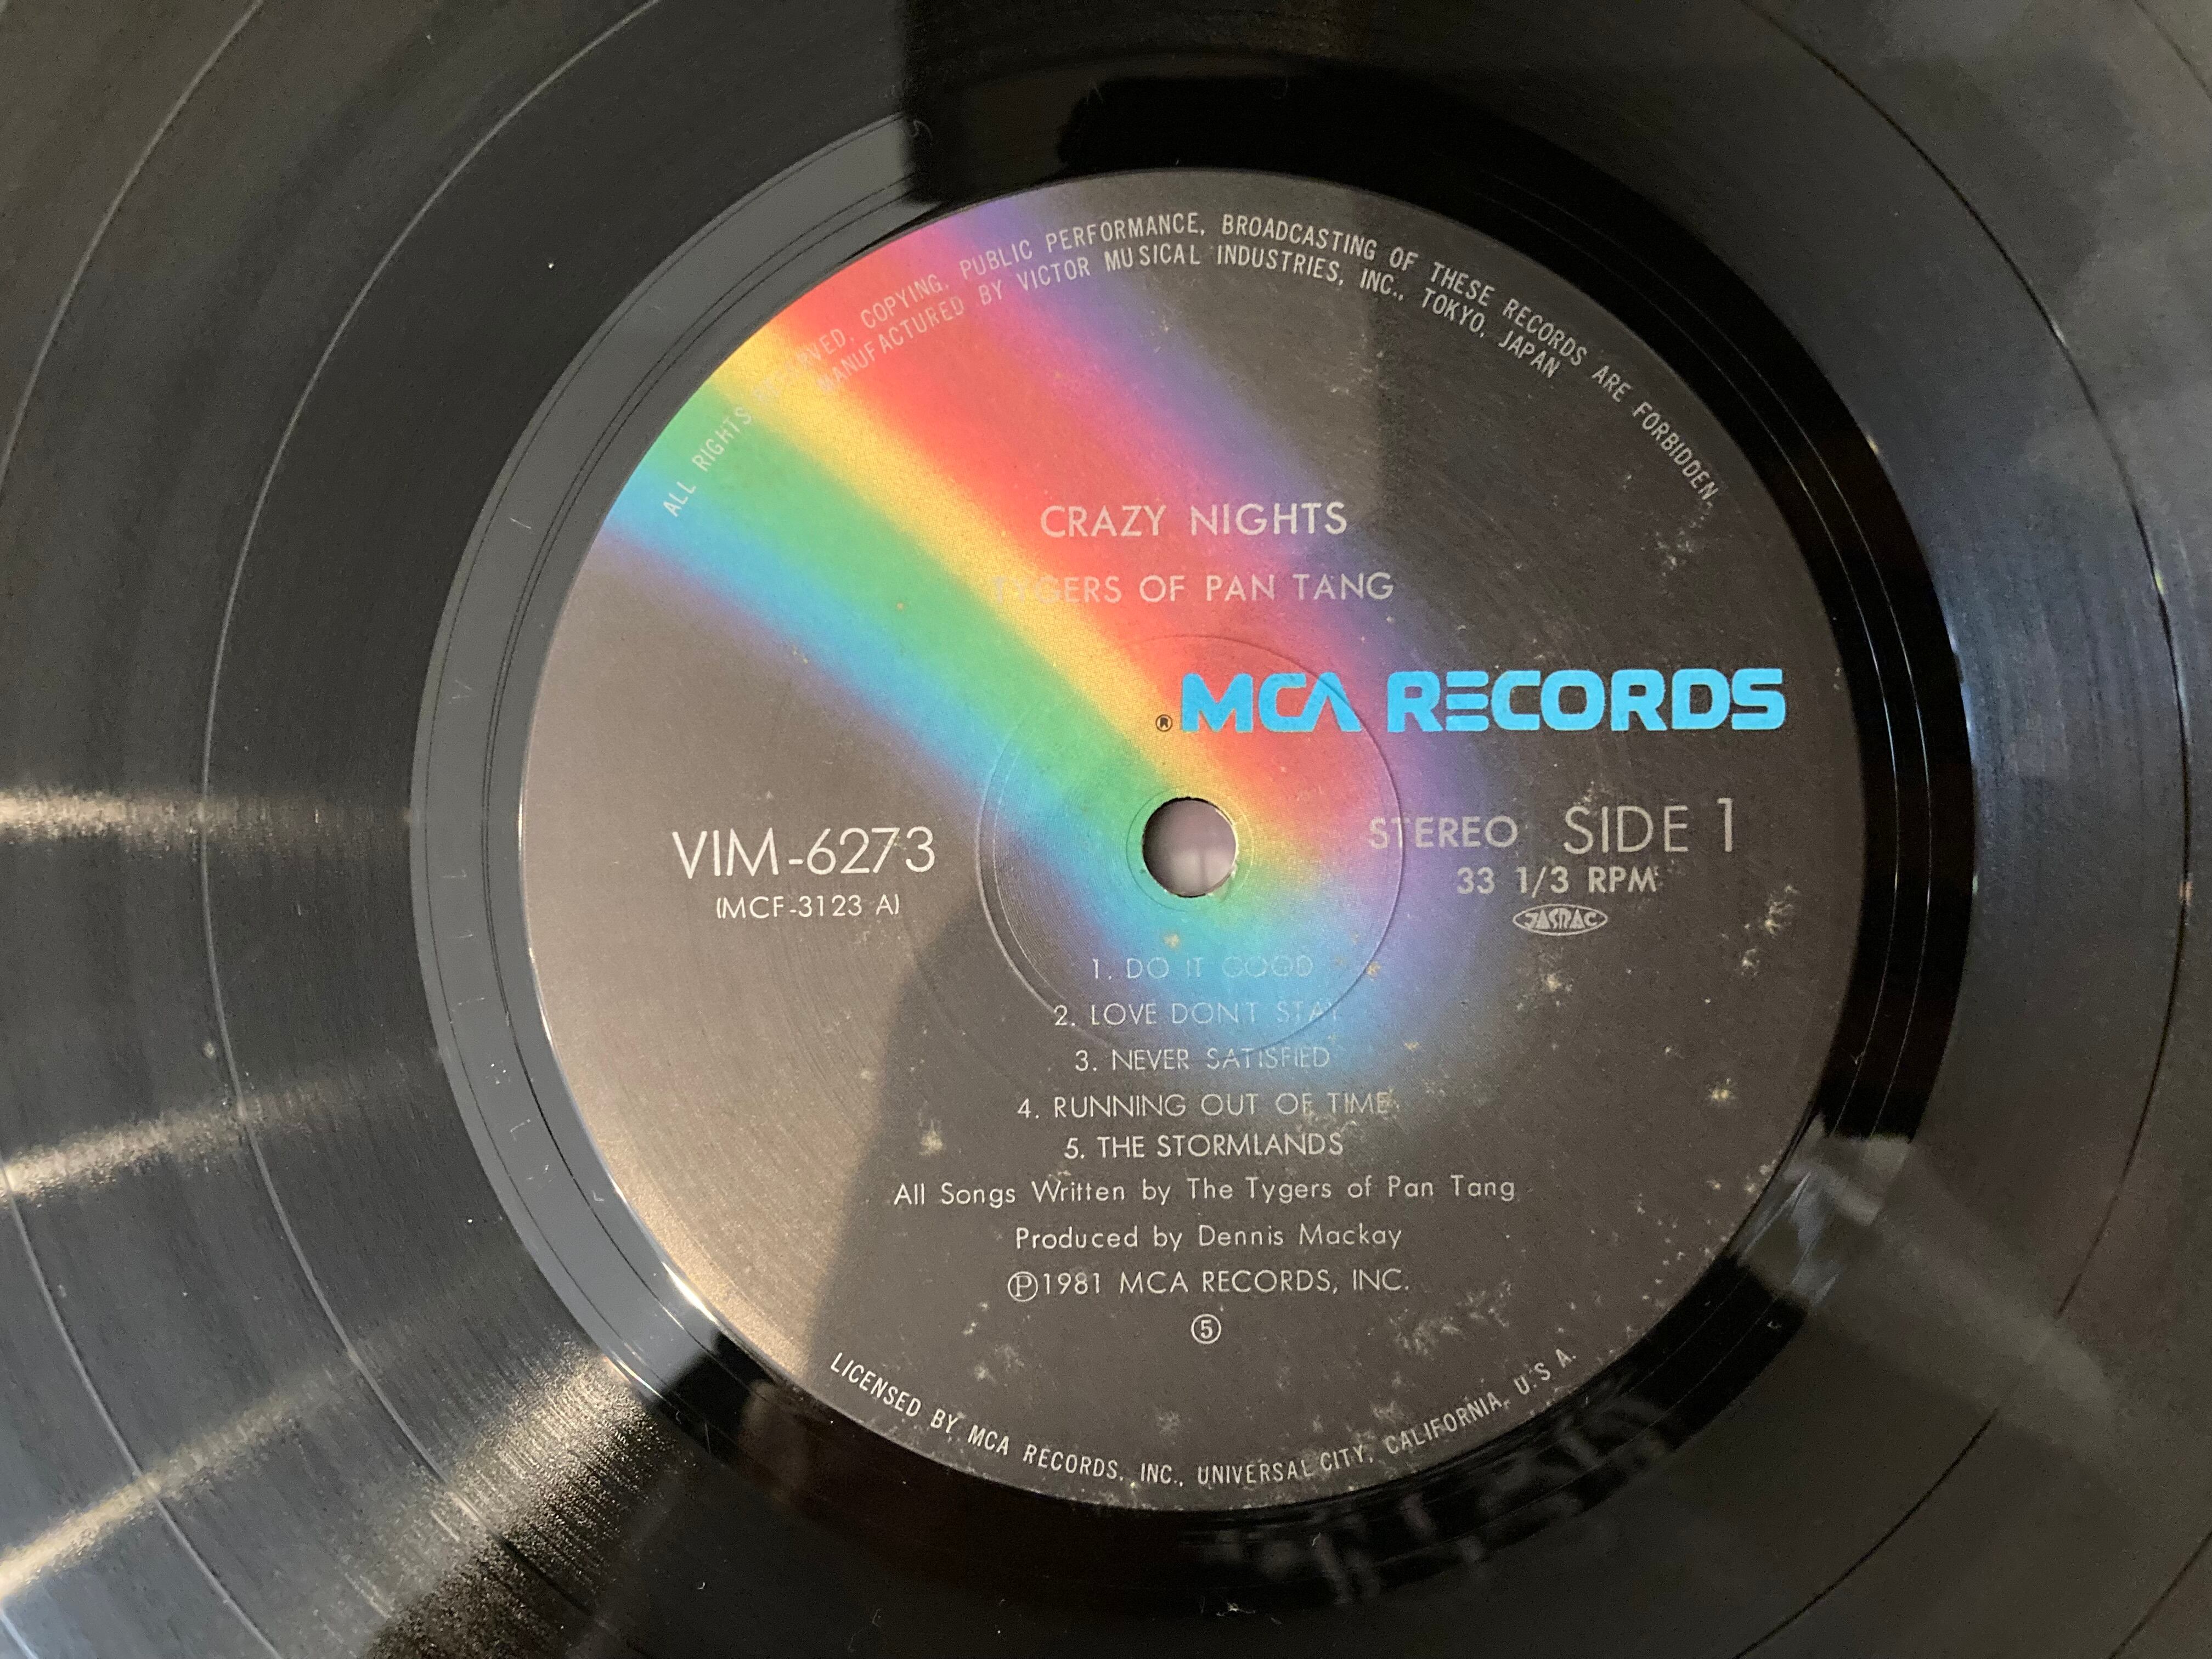 ALL RIGHTS RESERVED. COPYING, PUBLIC PERFORMANCE, BROADCASTING OF THESE RECORDS ARE FORBIDDEN.
MANUFACTURED BY VICTOR MUSICAL INDUSTRIES, INC., TOKYO, JAPAN
CRAZY NIGHTS
TYGERS OF PAN TANG
® MCA RECORDS
VIM-6273
(MCF-3123 A)
STEREO SIDE 1
33 1/3 RPM
JASRAC
1. DO IT GOOD
2. LOVE DON'T STAY
3. NEVER SATISFIED
4. RUNNING OUT OF TIME
5. THE STORMLANDS
All Songs Written by The Tygers of Pan Tang
Produced by Dennis Mackay
Ⓟ1981 MCA RECORDS, INC.
⑤
LICENSED BY MCA RECORDS, INC., UNIVERSAL CITY, CALIFORNIA, U.S.A.